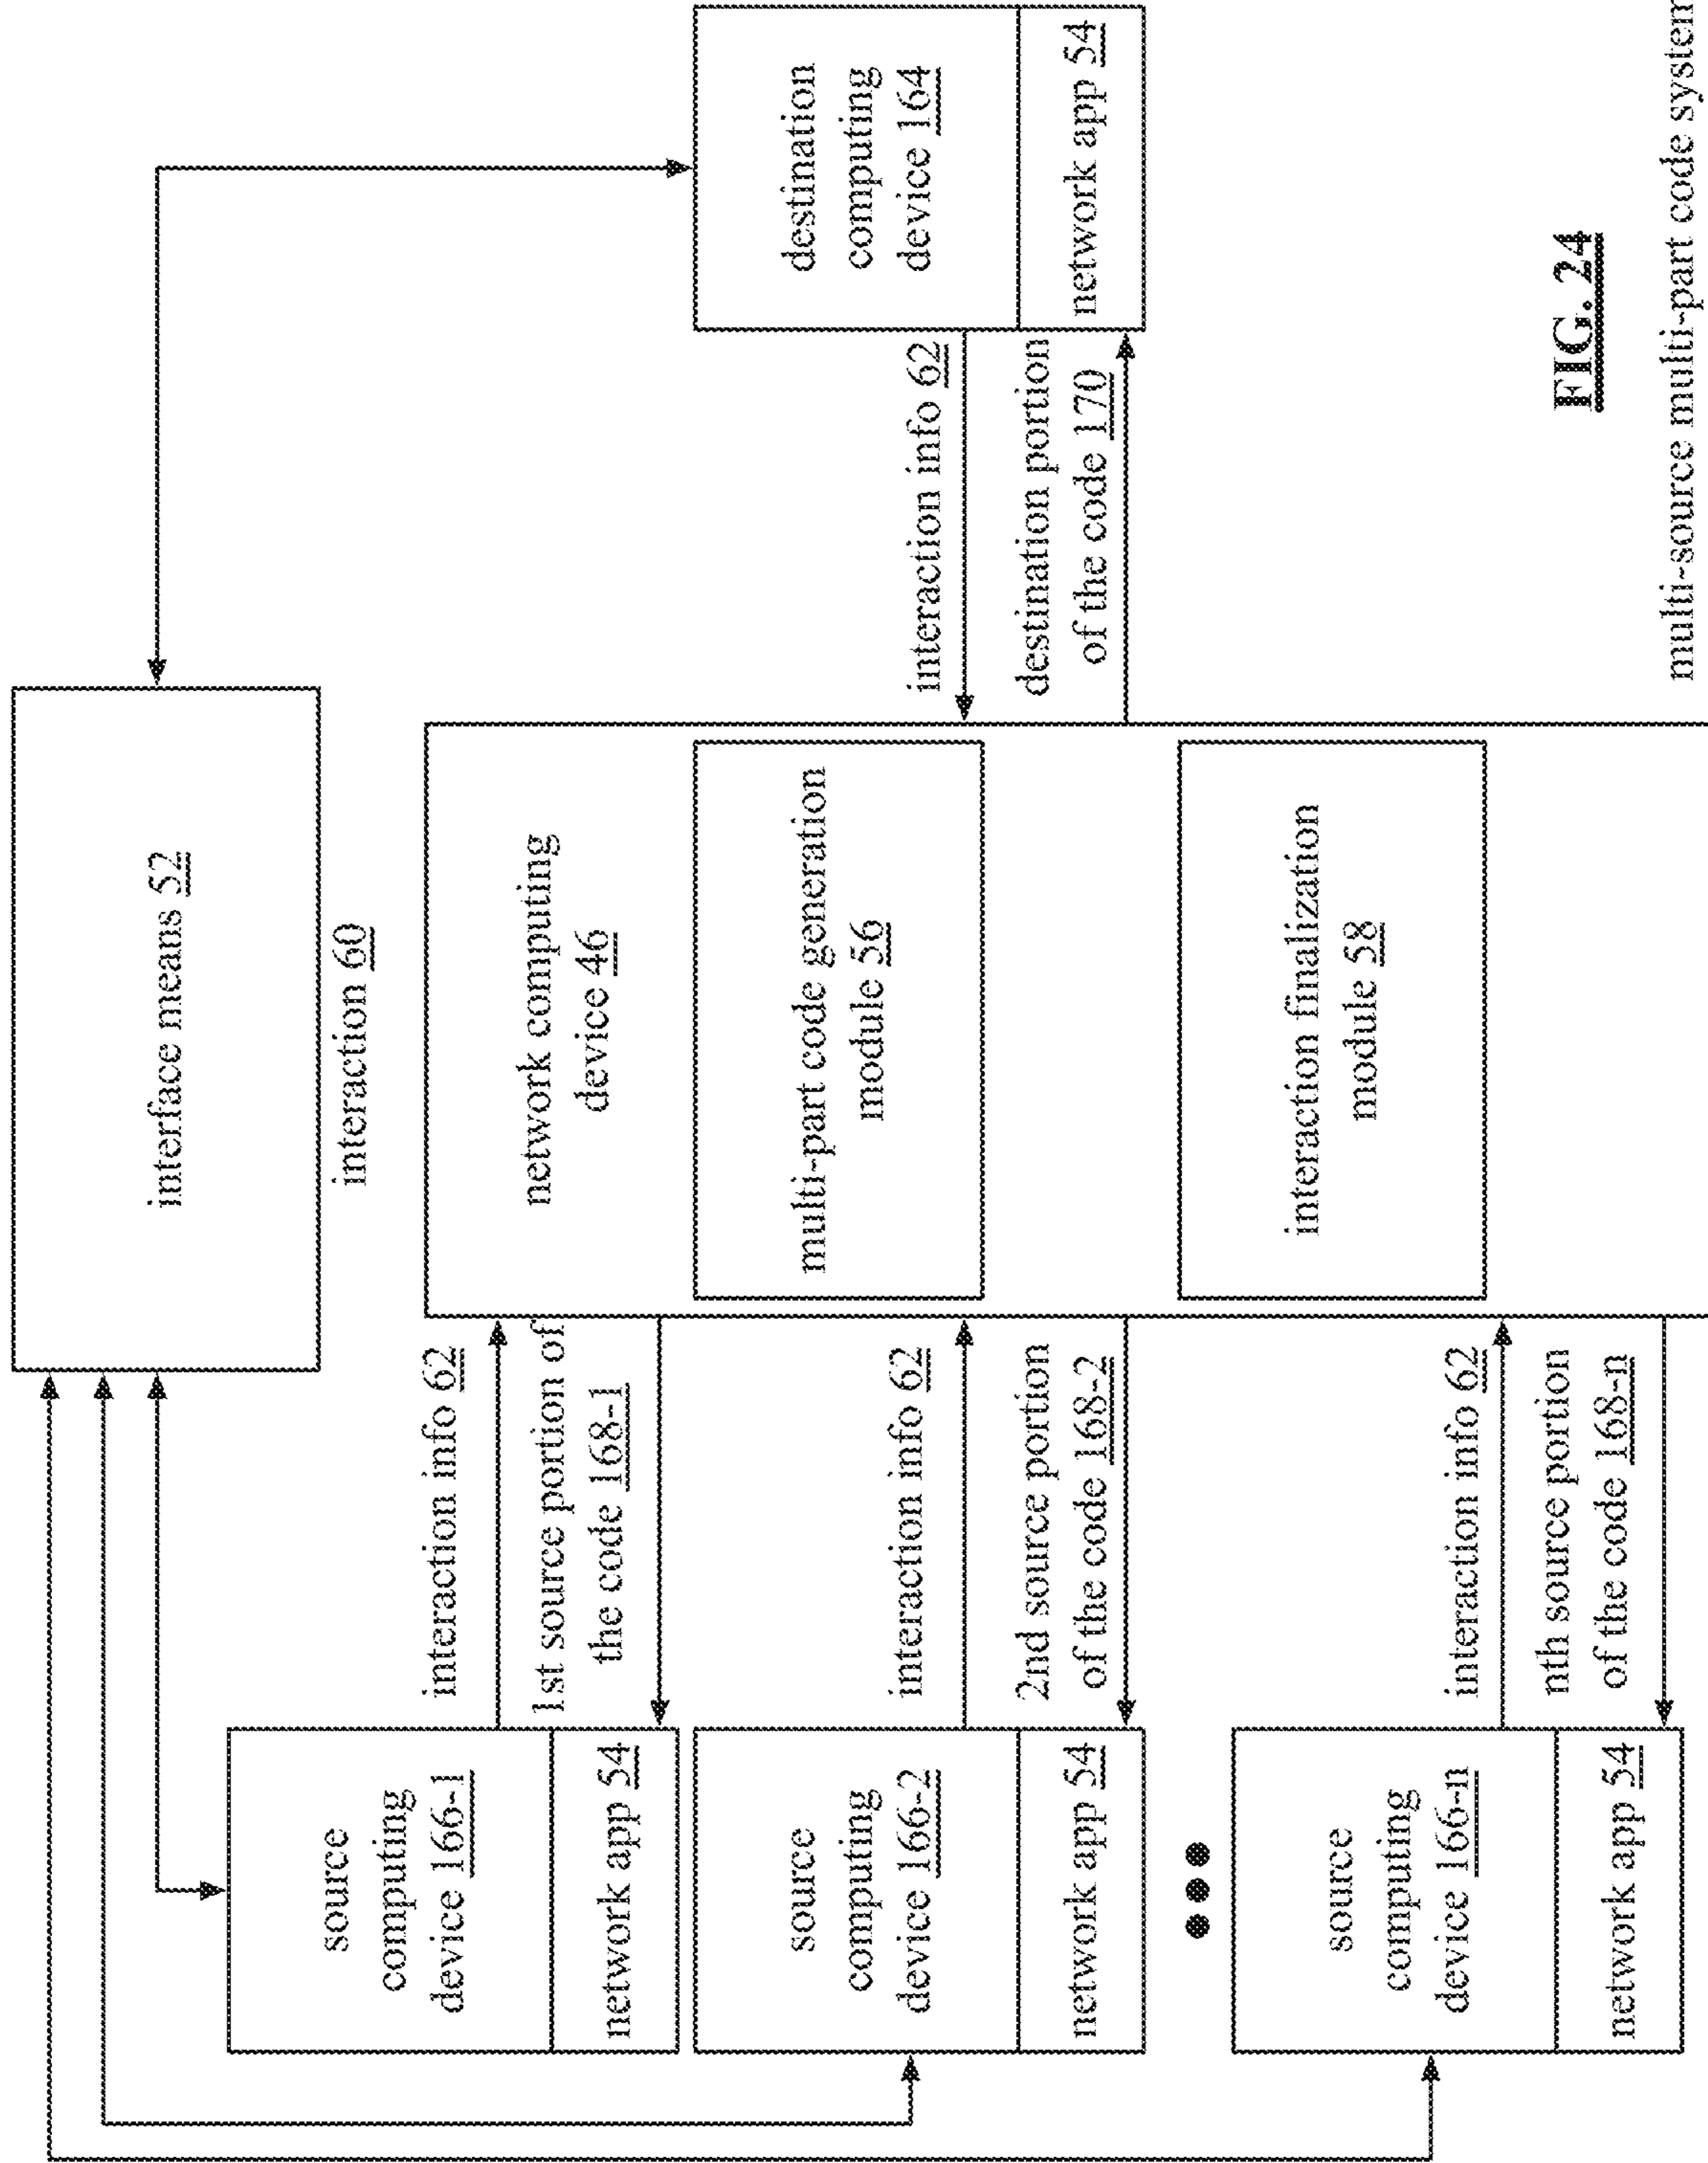 interface means 52
interaction 60
source
computing
device 166-1
network app 54
interaction info 62
1st source portion of
the code 168-1
network computing
device 46
multi-part code generation
module 56
source
computing
device 166-2
network app 54
interaction info 62
2nd source portion
of the code 168-2
interaction info 62
destination portion
of the code 170
destination
computing
device 164
network app 54
interaction finalization
module 58
source
computing
device 166-n
network app 54
interaction info 62
nth source portion
of the code 168-n
FIG. 24
multi-source multi-part code system